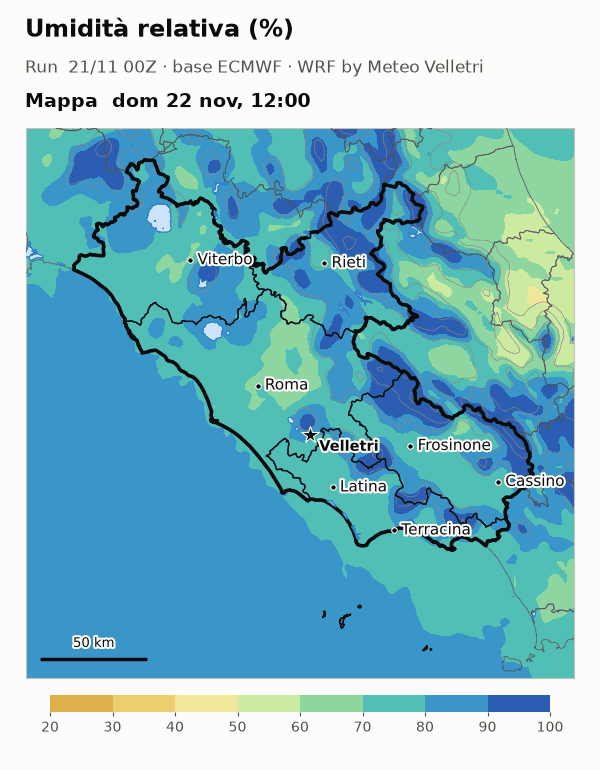 Umidità relativa (%)
Run 21/11 00Z · base ECMWF · WRF by Meteo Velletri
Mappa dom 22 nov, 12:00
Viterbo
Rieti
Roma
Velletri
Frosinone
Cassino
Latina
Terracina
50 km
20 30 40 50 60 70 80 90 100